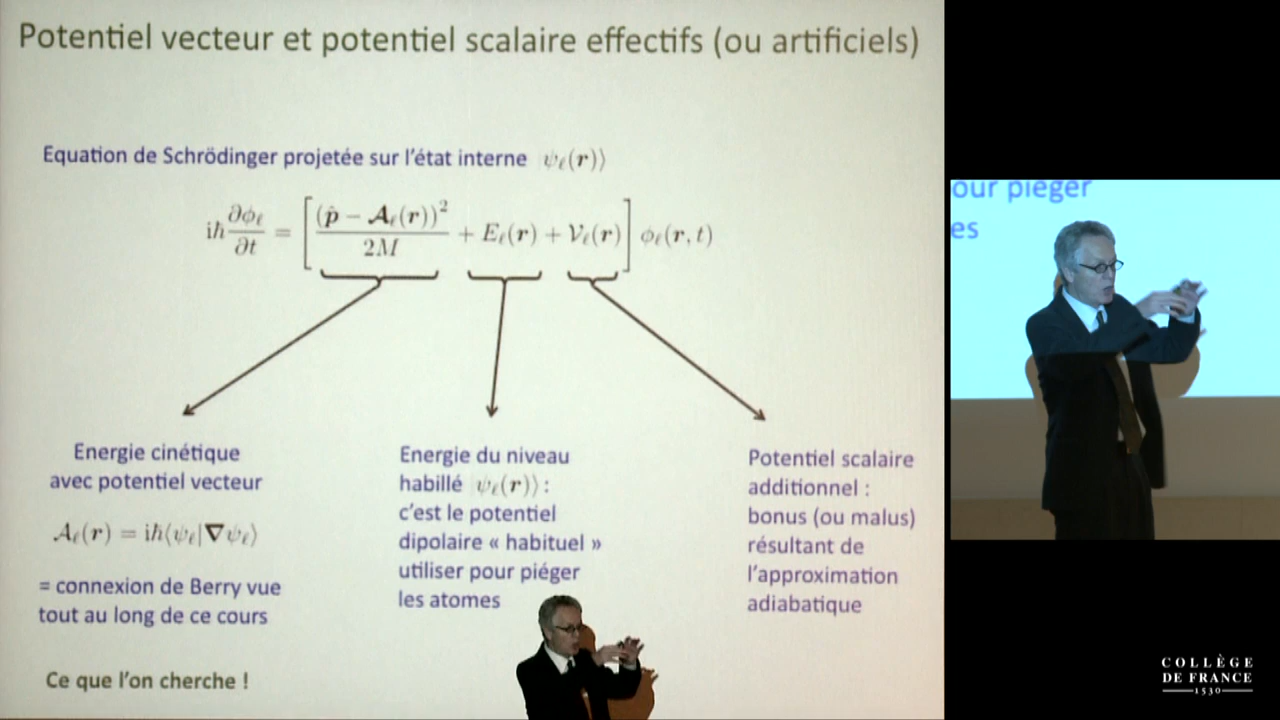 Potentiel vecteur et potentiel scalaire effectifs (ou artificiels)
Equation de Schrödinger projetée sur l'état interne ψℓ(r)⟩
iħ ∂ϕℓ/∂t = [ (p̂ − 𝒜ℓ(r))² / 2M + Eℓ(r) + 𝒱ℓ(r) ] ϕℓ(r, t)
Energie cinétique
avec potentiel vecteur
𝒜ℓ(r) = iħ⟨ψℓ|∇ψℓ⟩
= connexion de Berry vue
tout au long de ce cours
Ce que l'on cherche !
Energie du niveau
habillé ψℓ(r)⟩ :
c'est le potentiel
dipolaire « habituel »
utiliser pour piéger
les atomes
Potentiel scalaire
additionnel :
bonus (ou malus)
résultant de
l'approximation
adiabatique
our piéger
es
COLLÈGE
DE FRANCE
1530